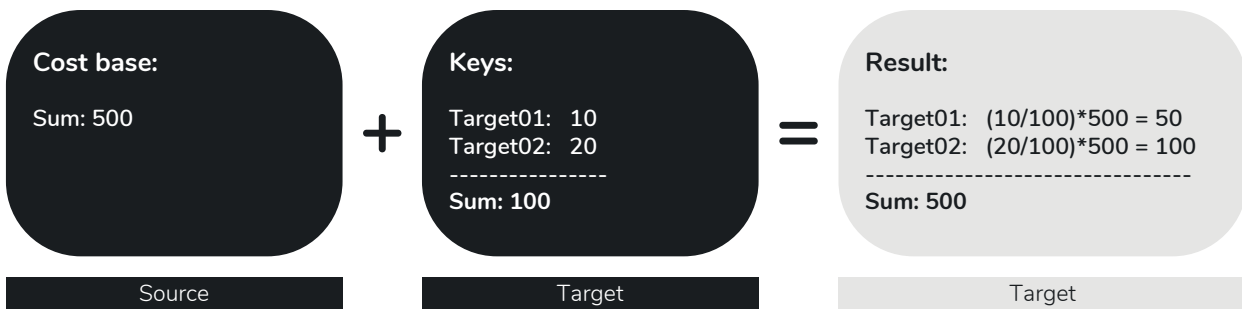 Cost base:
Sum: 500
Source
+
Keys:
Target01: 10
Target02: 20
----------------
Sum: 100
Target
=
Result:
Target01: (10/100)*500 = 50
Target02: (20/100)*500 = 100
---------------------------------
Sum: 500
Target